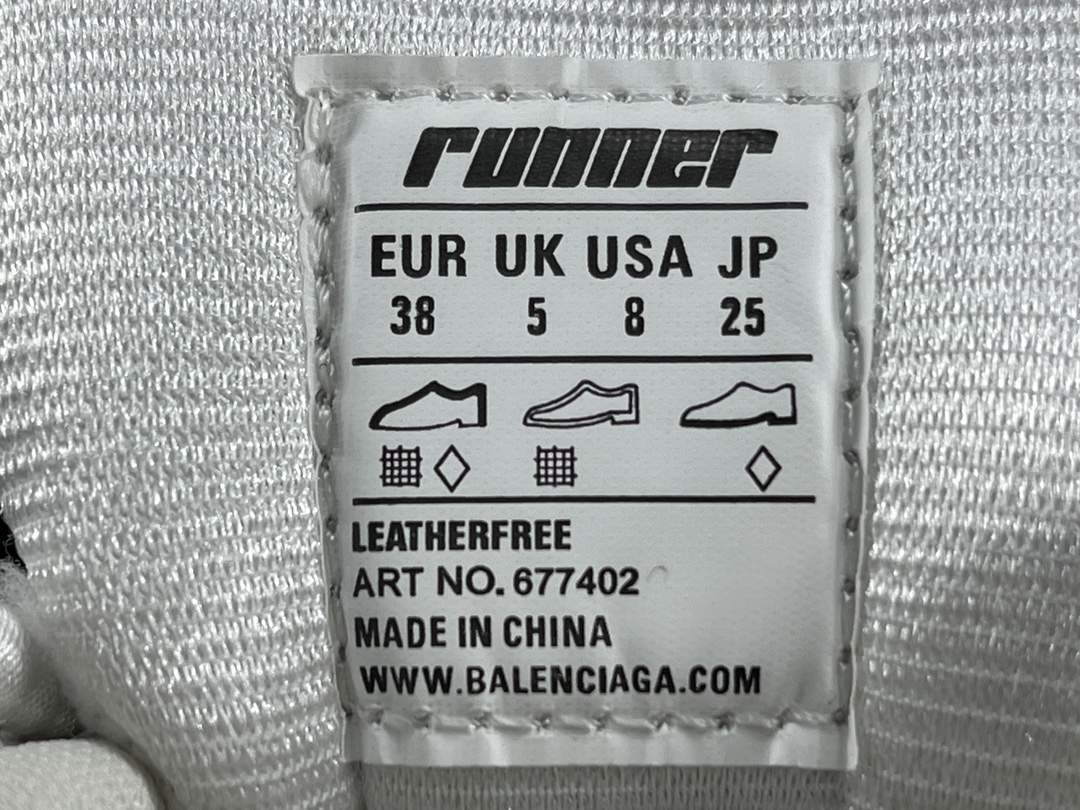 runner
EUR UK USA JP
38 5 8 25
LEATHERFREE
ART NO. 677402
MADE IN CHINA
WWW.BALENCIAGA.COM